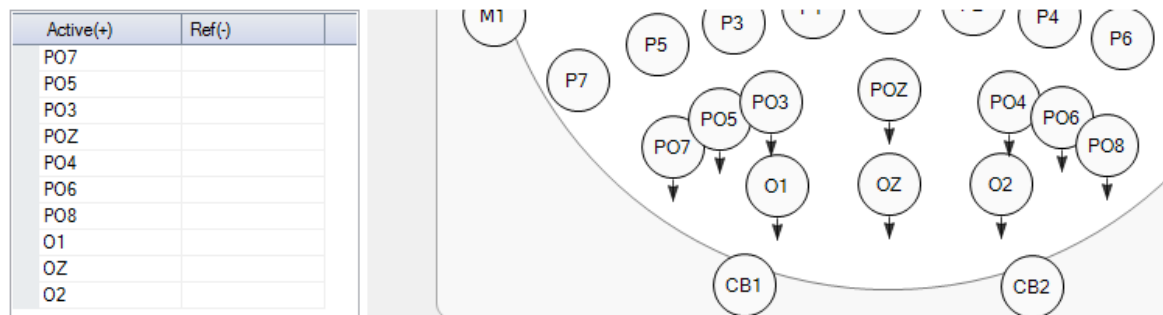 Active(+) Ref(-)
PO7
PO5
PO3
POZ
PO4
PO6
PO8
O1
OZ
O2
M1 P3 P4
P5 P6
P7
PO3 POZ PO4
PO5 PO6
PO7 PO8
O1 OZ O2
CB1 CB2